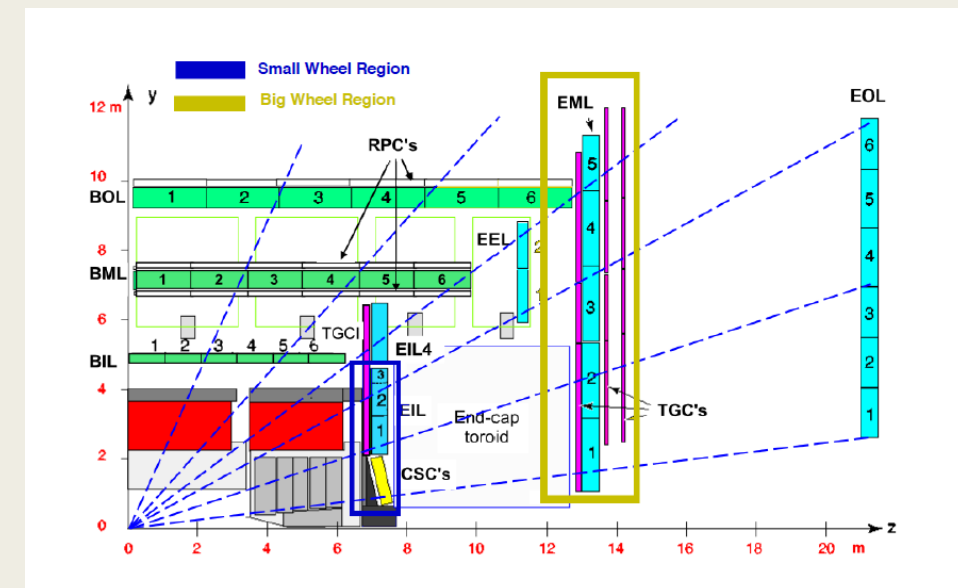 Small Wheel Region
Big Wheel Region
12 m
y
EML
EOL
RPC's
10
BOL
1 2 3 4 5 6
8
EEL
2
1
BML
1 2 3 4 5 6
6
TGCI
EIL4
BIL
1 2 3 4 5 6
4
3
2
1
EIL
End-cap
toroid
CSC's
2
0
5
4
3
2
1
TGC's
6
5
4
3
2
1
z
0 2 4 6 8 10 12 14 16 18 20 m